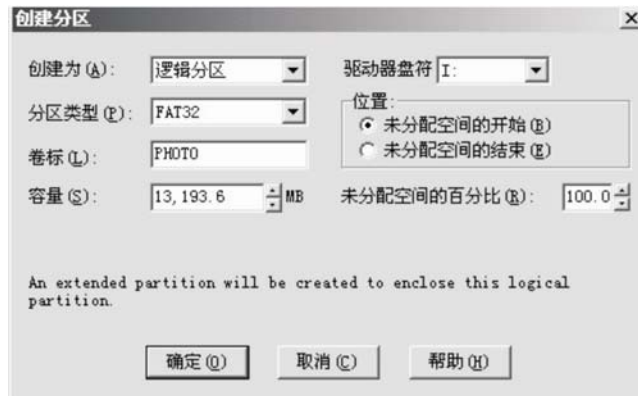 创建分区
创建为(A): 逻辑分区 驱动器盘符 I:
分区类型(P): FAT32 位置:
未分配空间的开始(B)
卷标(L): PHOTO 未分配空间的结束(E)
容量(S): 13,193.6 MB 未分配空间的百分比(R): 100.0
An extended partition will be created to enclose this logical
partition.
确定(O) 取消(C) 帮助(H)